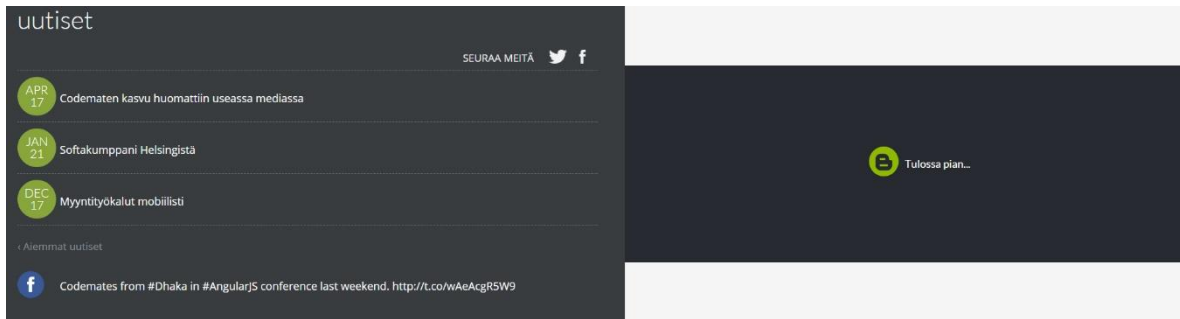 uutiset
SEURAA MEITÄ
APR
17
Codematen kasvu huomattiin useassa mediassa
JAN
21
Softakumppani Helsingistä
DEC
17
Myyntityökalut mobiilisti
‹ Aiemmat uutiset
Codemates from #Dhaka in #AngularJS conference last weekend. http://t.co/wAeAcgR5W9
Tulossa pian...